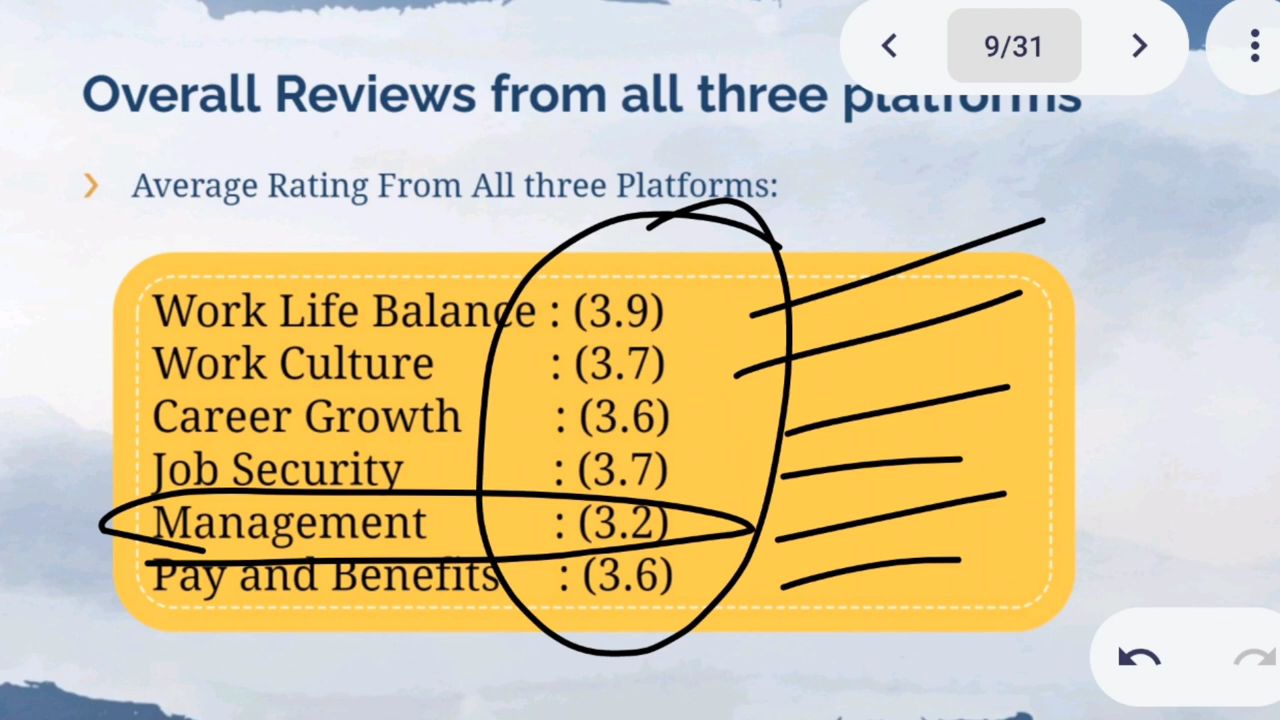 9/31
Overall Reviews from all three platforms
Average Rating From All three Platforms:
Work Life Balance : (3.9)
Work Culture : (3.7)
Career Growth : (3.6)
Job Security : (3.7)
Management : (3.2)
Pay and Benefits : (3.6)